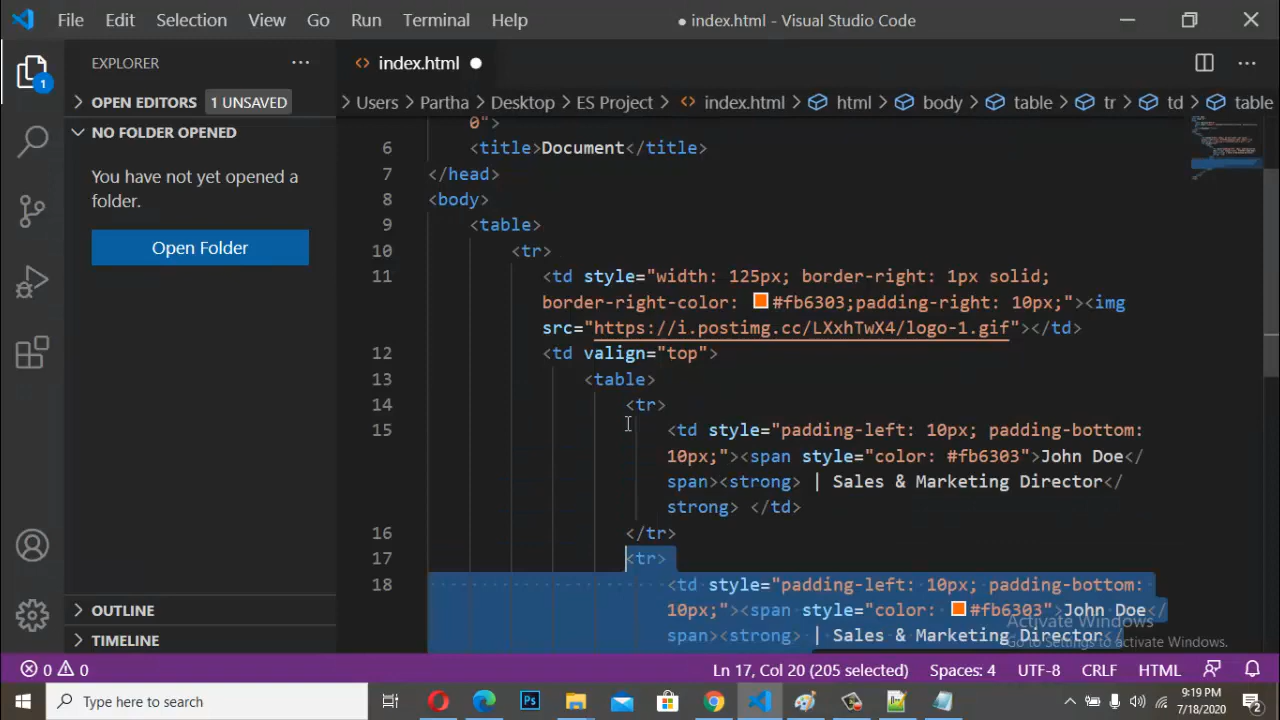 File Edit Selection View Go Run Terminal Help ● index.html - Visual Studio Code
EXPLORER ··· <> index.html ● ···
OPEN EDITORS 1 UNSAVED
Users > Partha > Desktop > ES Project > <> index.html > html > body > table > tr > td > table
NO FOLDER OPENED
You have not yet opened a
folder.
Open Folder
1
0">
6 <title>Document</title>
7 </head>
8 <body>
9 <table>
10 <tr>
11 <td style="width: 125px; border-right: 1px solid;
border-right-color: #fb6303;padding-right: 10px;"><img
src="https://i.postimg.cc/LXxhTwX4/logo-1.gif"></td>
12 <td valign="top">
13 <table>
14 <tr>
15 <td style="padding-left: 10px; padding-bottom:
10px;"><span style="color: #fb6303">John Doe</
span><strong> | Sales & Marketing Director</
strong> </td>
16 </tr>
17 <tr>
18 <td style="padding-left: 10px; padding-bottom:
10px;"><span style="color: #fb6303">John Doe</
span><strong> | Sales & Marketing Director</
Activate Windows
Go to Settings to activate Windows.
OUTLINE
TIMELINE
0 0 Ln 17, Col 20 (205 selected) Spaces: 4 UTF-8 CRLF HTML
Type here to search
Ps
9:19 PM
7/18/2020
2